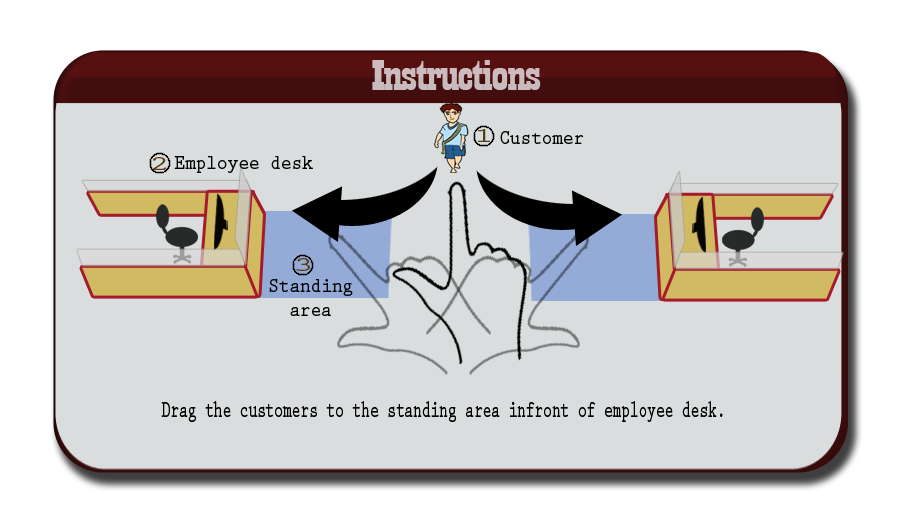 Instructions
① Customer
② Employee desk
③
Standing
area
Drag the customers to the standing area infront of employee desk.